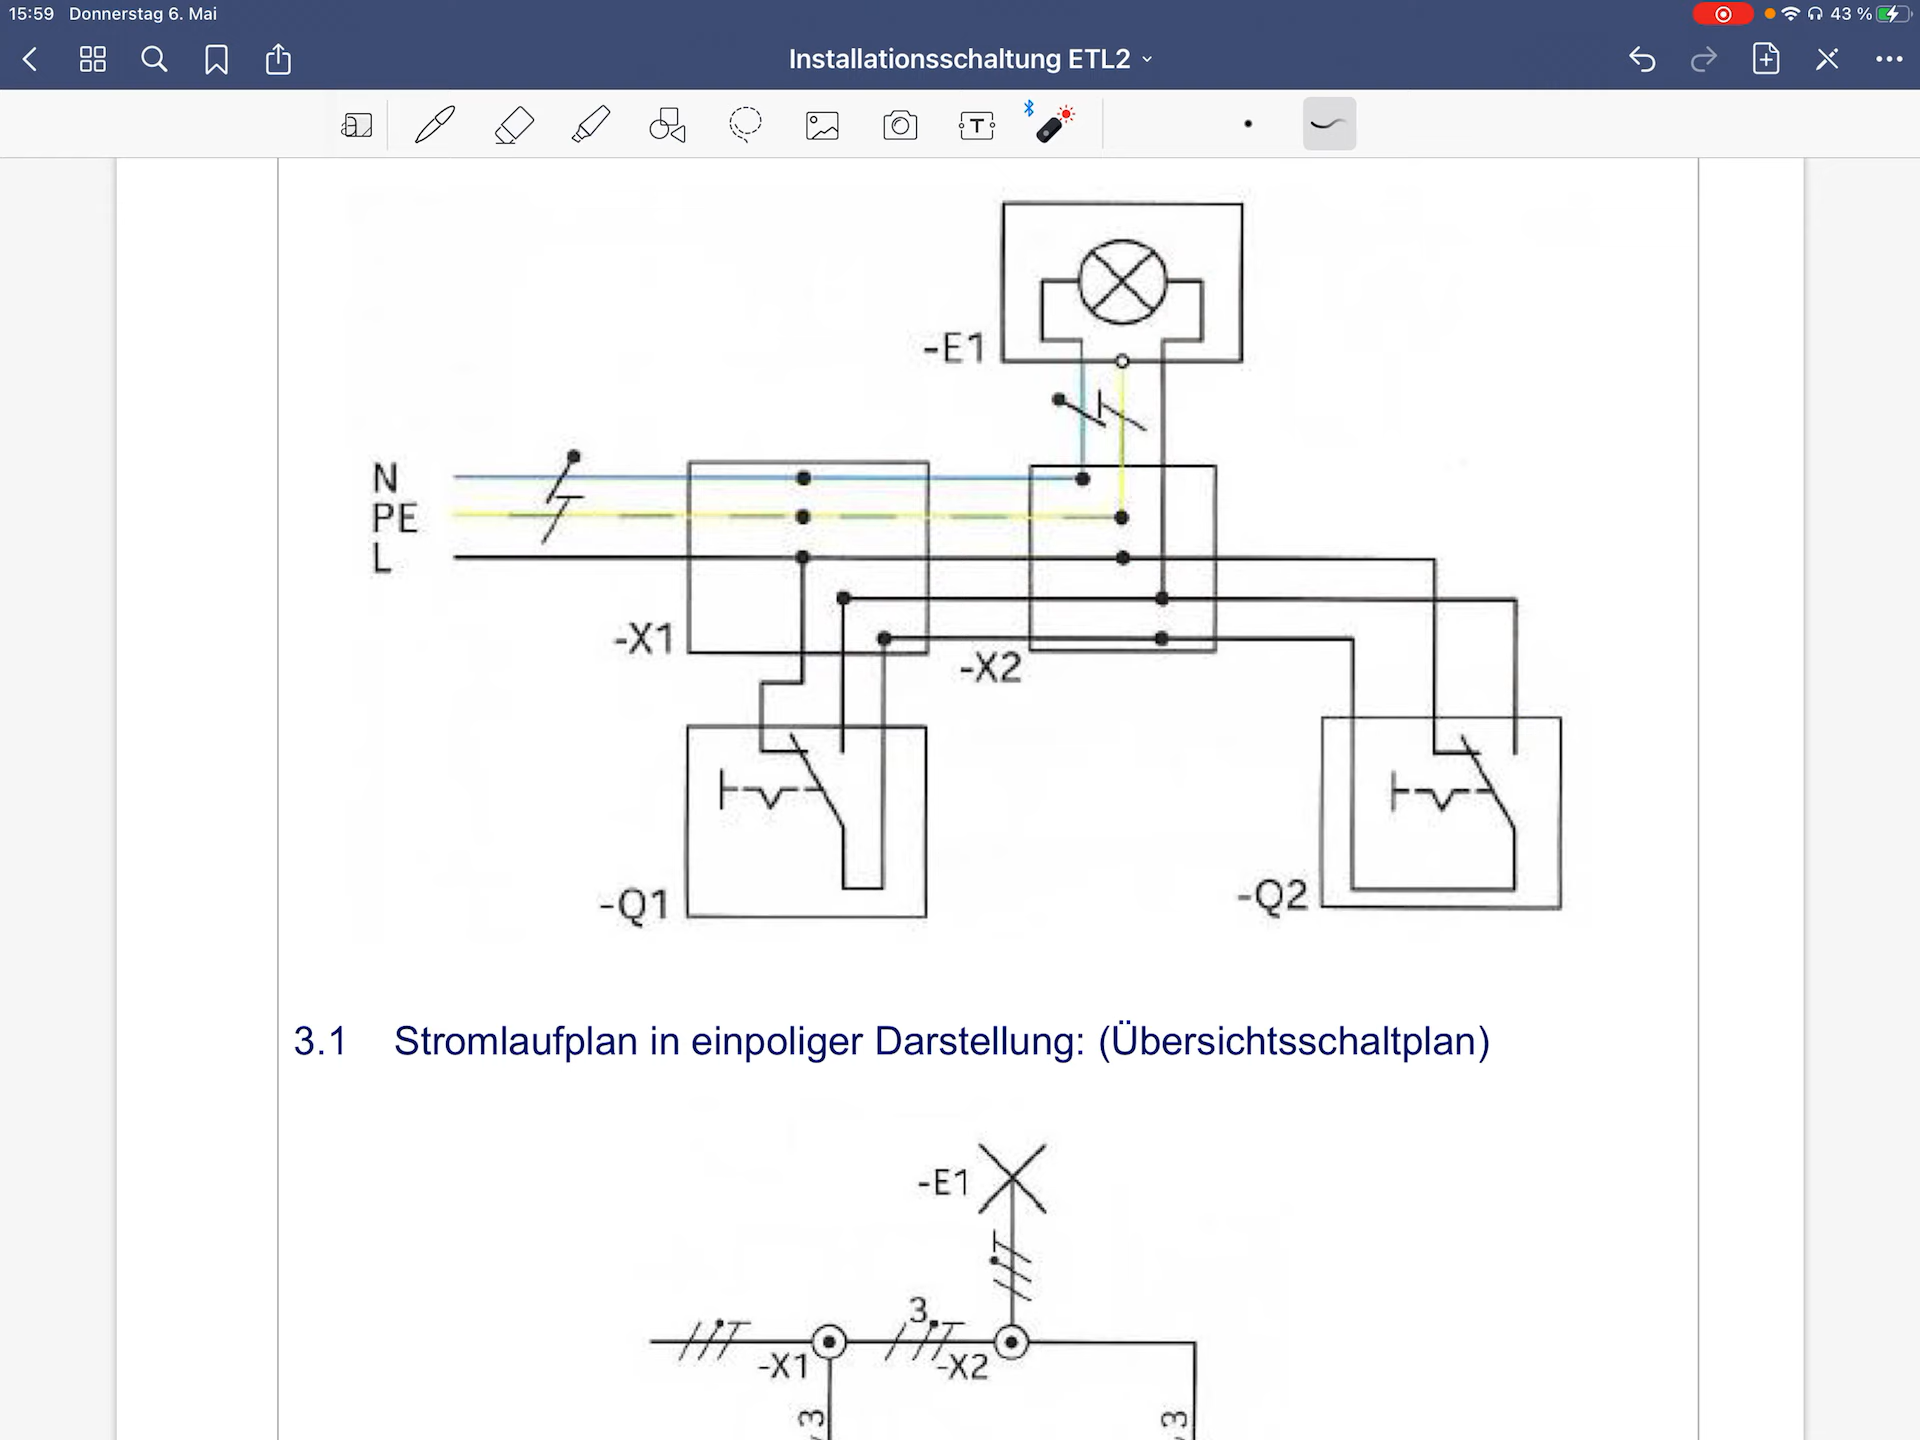 15:59 Donnerstag 6. Mai
43 %
Installationsschaltung ETL2
-E1
N
PE
L
-X1
-X2
-Q1
-Q2
3.1 Stromlaufplan in einpoliger Darstellung: (Übersichtsschaltplan)
-E1
3
-X1
-X2
3
3